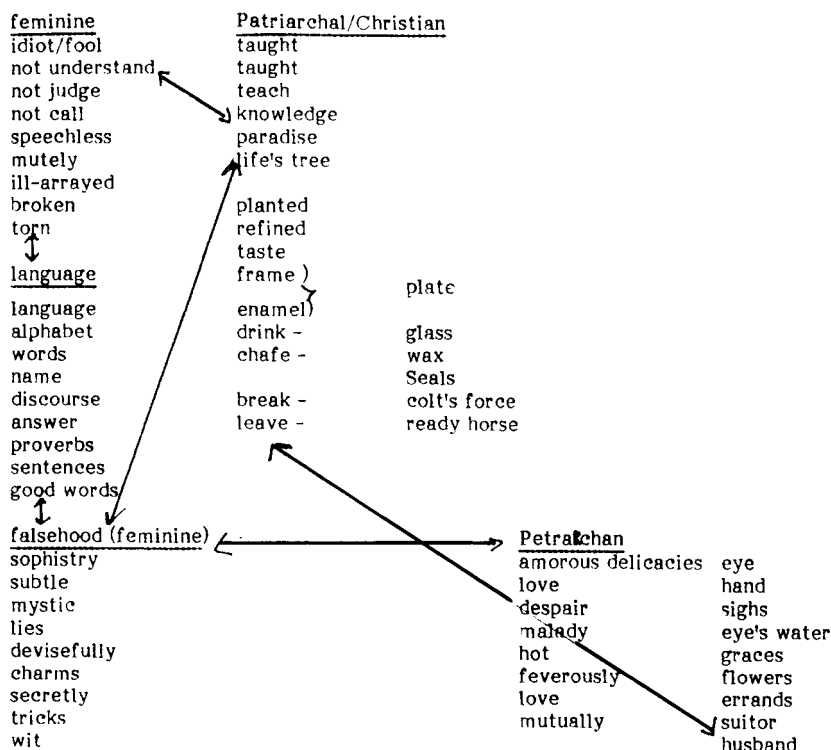 feminine
idiot/fool
not understand
not judge
not call
speechless
mutely
ill-arrayed
broken
torn
language
language
alphabet
words
name
discourse
answer
proverbs
sentences
good words
falsehood (feminine)
sophistry
subtle
mystic
lies
devisefully
charms
secretly
tricks
wit
Patriarchal/Christian
taught
taught
teach
knowledge
paradise
life's tree
planted
refined
taste
frame )
enamel)
plate
drink - glass
chafe - wax
Seals
break - colt's force
leave - ready horse
Petrarchan
amorous delicacies eye
love hand
despair sighs
malady eye's water
hot graces
feverously flowers
love errands
mutually suitor
husband